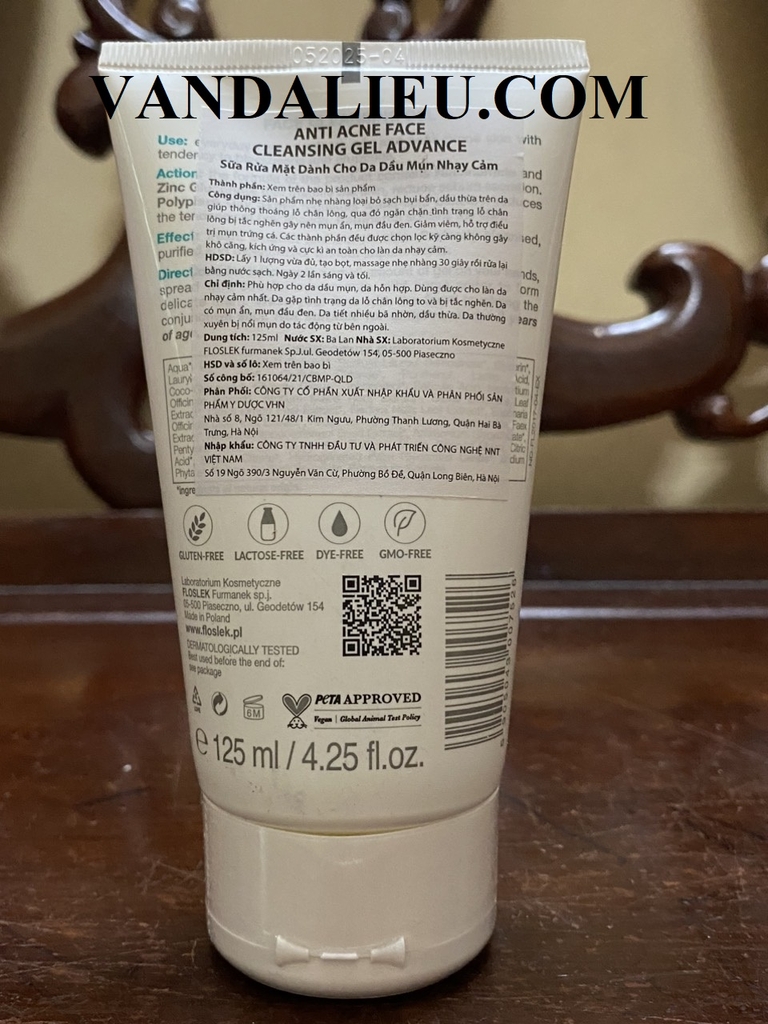 052025-04
VANDALIEU.COM
ANTI ACNE FACE
CLEANSING GEL ADVANCE
Sữa Rửa Mặt Dành Cho Da Dầu Mụn Nhạy Cảm
Thành phần: Xem trên bao bì sản phẩm
Công dụng: Sản phẩm nhẹ nhàng loại bỏ sạch bụi bẩn, dầu thừa trên da
giúp thông thoáng lỗ chân lông, qua đó ngăn chặn tình trạng lỗ chân
lông bị tắc nghẽn gây nên mụn ẩn, mụn đầu đen. Giảm viêm, hỗ trợ điều
trị mụn trứng cá. Các thành phần đều được chọn lọc kỹ càng không gây
khô căng, kích ứng và cực kì an toàn cho làn da nhạy cảm.
HDSD: Lấy 1 lượng vừa đủ, tạo bọt, massage nhẹ nhàng 30 giây rồi rửa lại
bằng nước sạch. Ngày 2 lần sáng và tối.
Chỉ định: Phù hợp cho da dầu mụn, da hỗn hợp. Dùng được cho làn da
nhạy cảm nhất. Da gặp tình trạng da lỗ chân lông to và bị tắc nghẽn. Da
có mụn ẩn, mụn đầu đen. Da tiết nhiều bã nhờn, dầu thừa. Da thường
xuyên bị nổi mụn do tác động từ bên ngoài.
Dung tích: 125ml Nước SX: Ba Lan Nhà SX: Laboratorium Kosmetyczne
FLOSLEK furmanek Sp.J.ul. Geodetów 154, 05-500 Piaseczno
HSD và số lô: Xem trên bao bì
Số công bố: 161064/21/CBMP-QLD
Phân Phối: CÔNG TY CỔ PHẦN XUẤT NHẬP KHẨU VÀ PHÂN PHỐI SẢN
PHẨM Y DƯỢC VHN
Nhà số 8, Ngõ 121/48/1 Kim Ngưu, Phường Thanh Lương, Quận Hai Bà
Trưng, Hà Nội
Nhập khẩu: CÔNG TY TNHH ĐẦU TƯ VÀ PHÁT TRIỂN CÔNG NGHỆ NNT
VIỆT NAM
Số 19 Ngõ 390/3 Nguyễn Văn Cừ, Phường Bồ Đề, Quận Long Biên, Hà Nội
Use:
with
Zinc
the
of
Aqua*
GLUTEN-FREE LACTOSE-FREE DYE-FREE GMO-FREE
Laboratorium Kosmetyczne
FLOSLEK Furmanek sp.j.
05-500 Piaseczno, ul. Geodetów 154
Made in Poland
www.floslek.pl
DERMATOLOGICALLY TESTED
Best used before the end of:
see package
6M
PETA APPROVED
Vegan | Global Animal Test Policy
e 125 ml / 4.25 fl.oz.